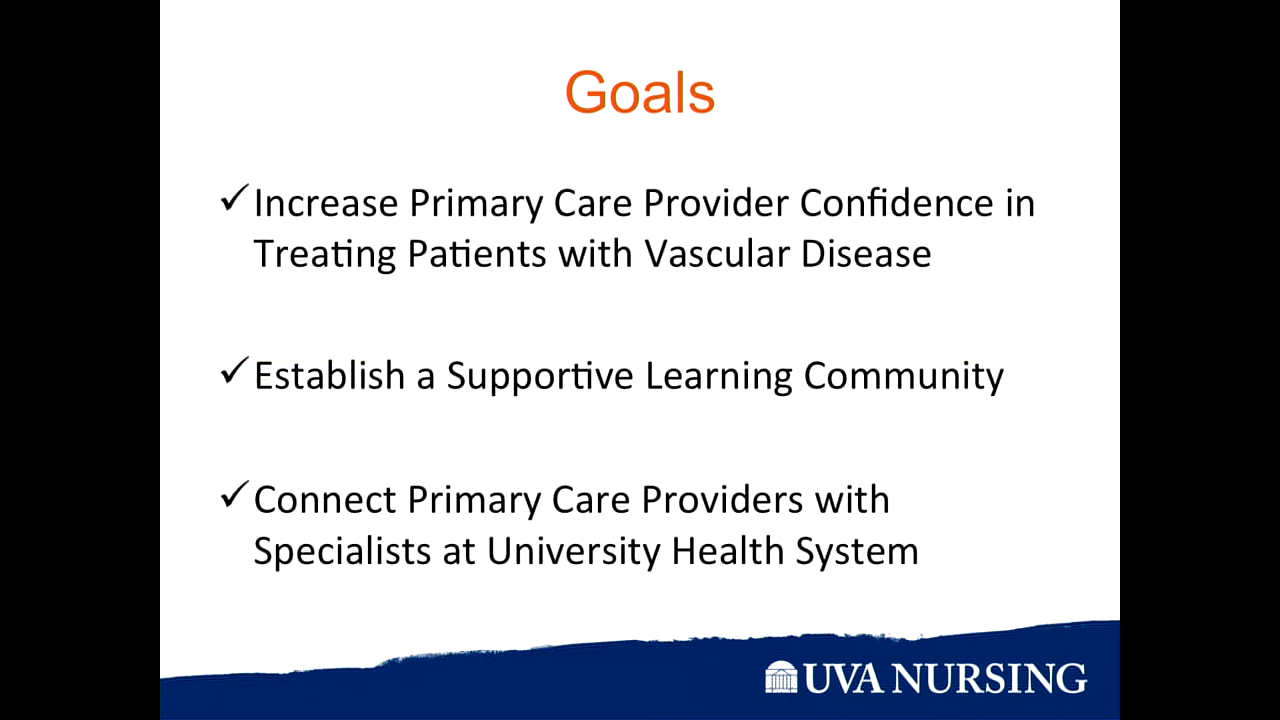 Goals
✓Increase Primary Care Provider Confidence in
Treating Patients with Vascular Disease
✓Establish a Supportive Learning Community
✓Connect Primary Care Providers with
Specialists at University Health System
UVA NURSING